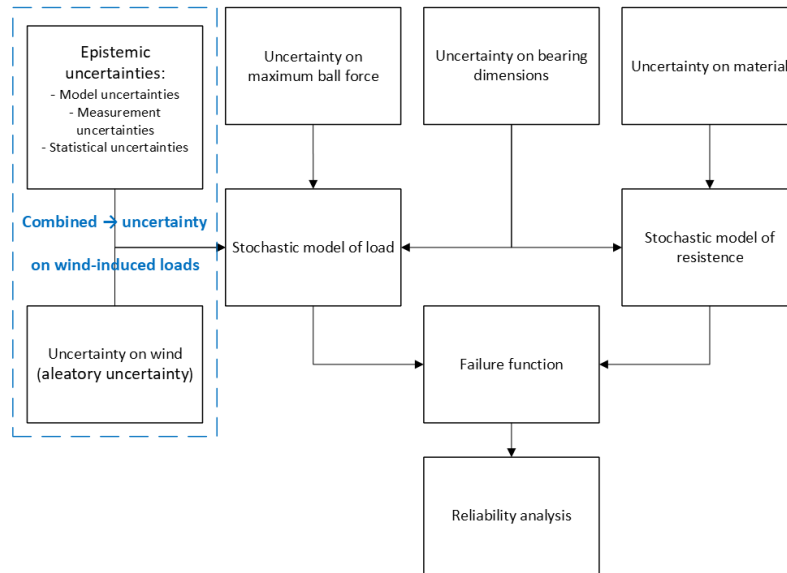 Epistemic
uncertainties:
- Model uncertainties
- Measurement
uncertainties
- Statistical uncertainties
Uncertainty on
maximum ball force
Uncertainty on bearing
dimensions
Uncertainty on material
Combined → uncertainty
on wind-induced loads
Stochastic model of load
Stochastic model of
resistence
Uncertainty on wind
(aleatory uncertainty)
Failure function
Reliability analysis